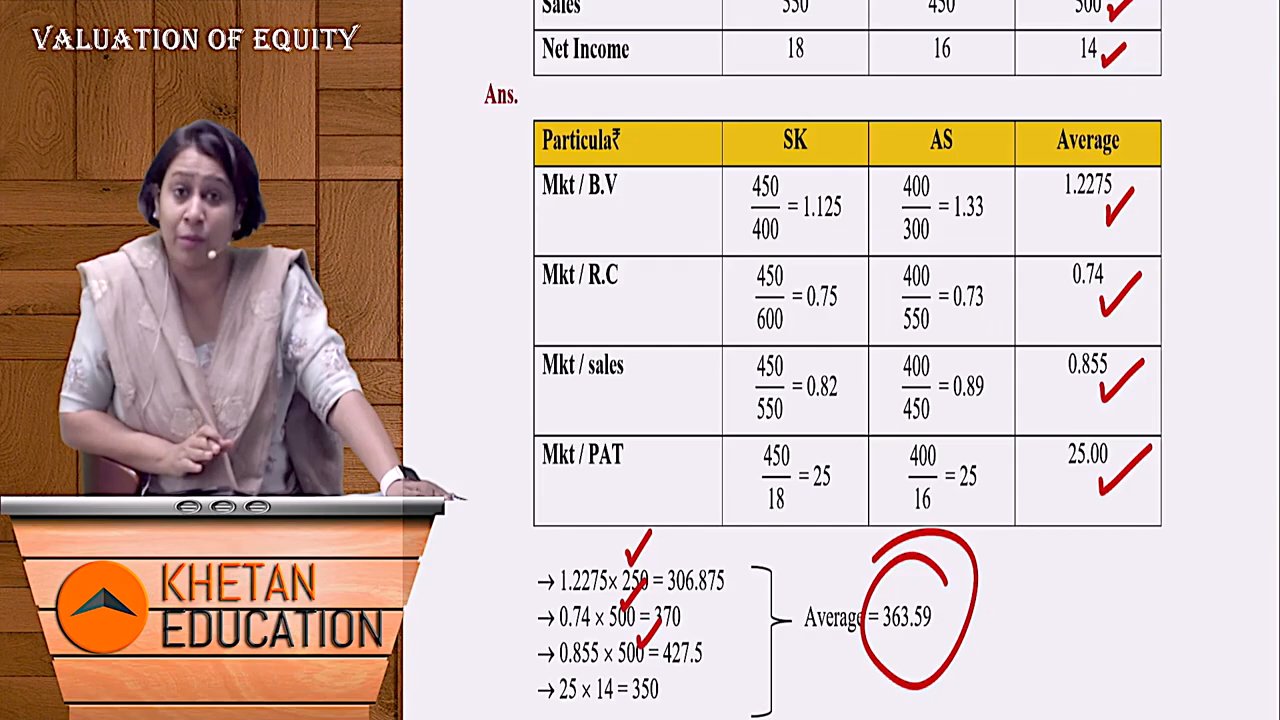 VALUATION OF EQUITY
Sales 550 450 500
Net Income 18 16 14
Ans.
Particula₹ SK AS Average
Mkt / B.V 450/400 = 1.125 400/300 = 1.33 1.2275
Mkt / R.C 450/600 = 0.75 400/550 = 0.73 0.74
Mkt / sales 450/550 = 0.82 400/450 = 0.89 0.855
Mkt / PAT 450/18 = 25 400/16 = 25 25.00
→ 1.2275× 250 = 306.875
→ 0.74 × 500 = 370
→ 0.855 × 500 = 427.5
→ 25 × 14 = 350
Average = 363.59
KHETAN
EDUCATION